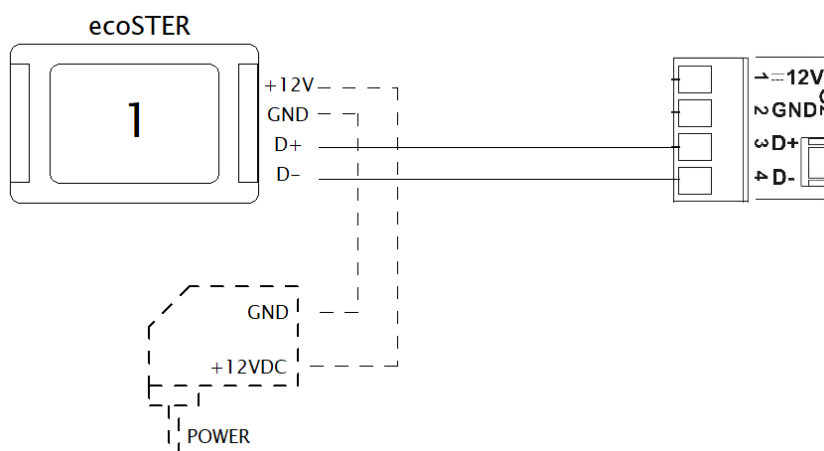 ecoSTER
1
+12V
GND
D+
D-
1 12V
2 GND
3 D+
4 D-
GND
+12VDC
POWER